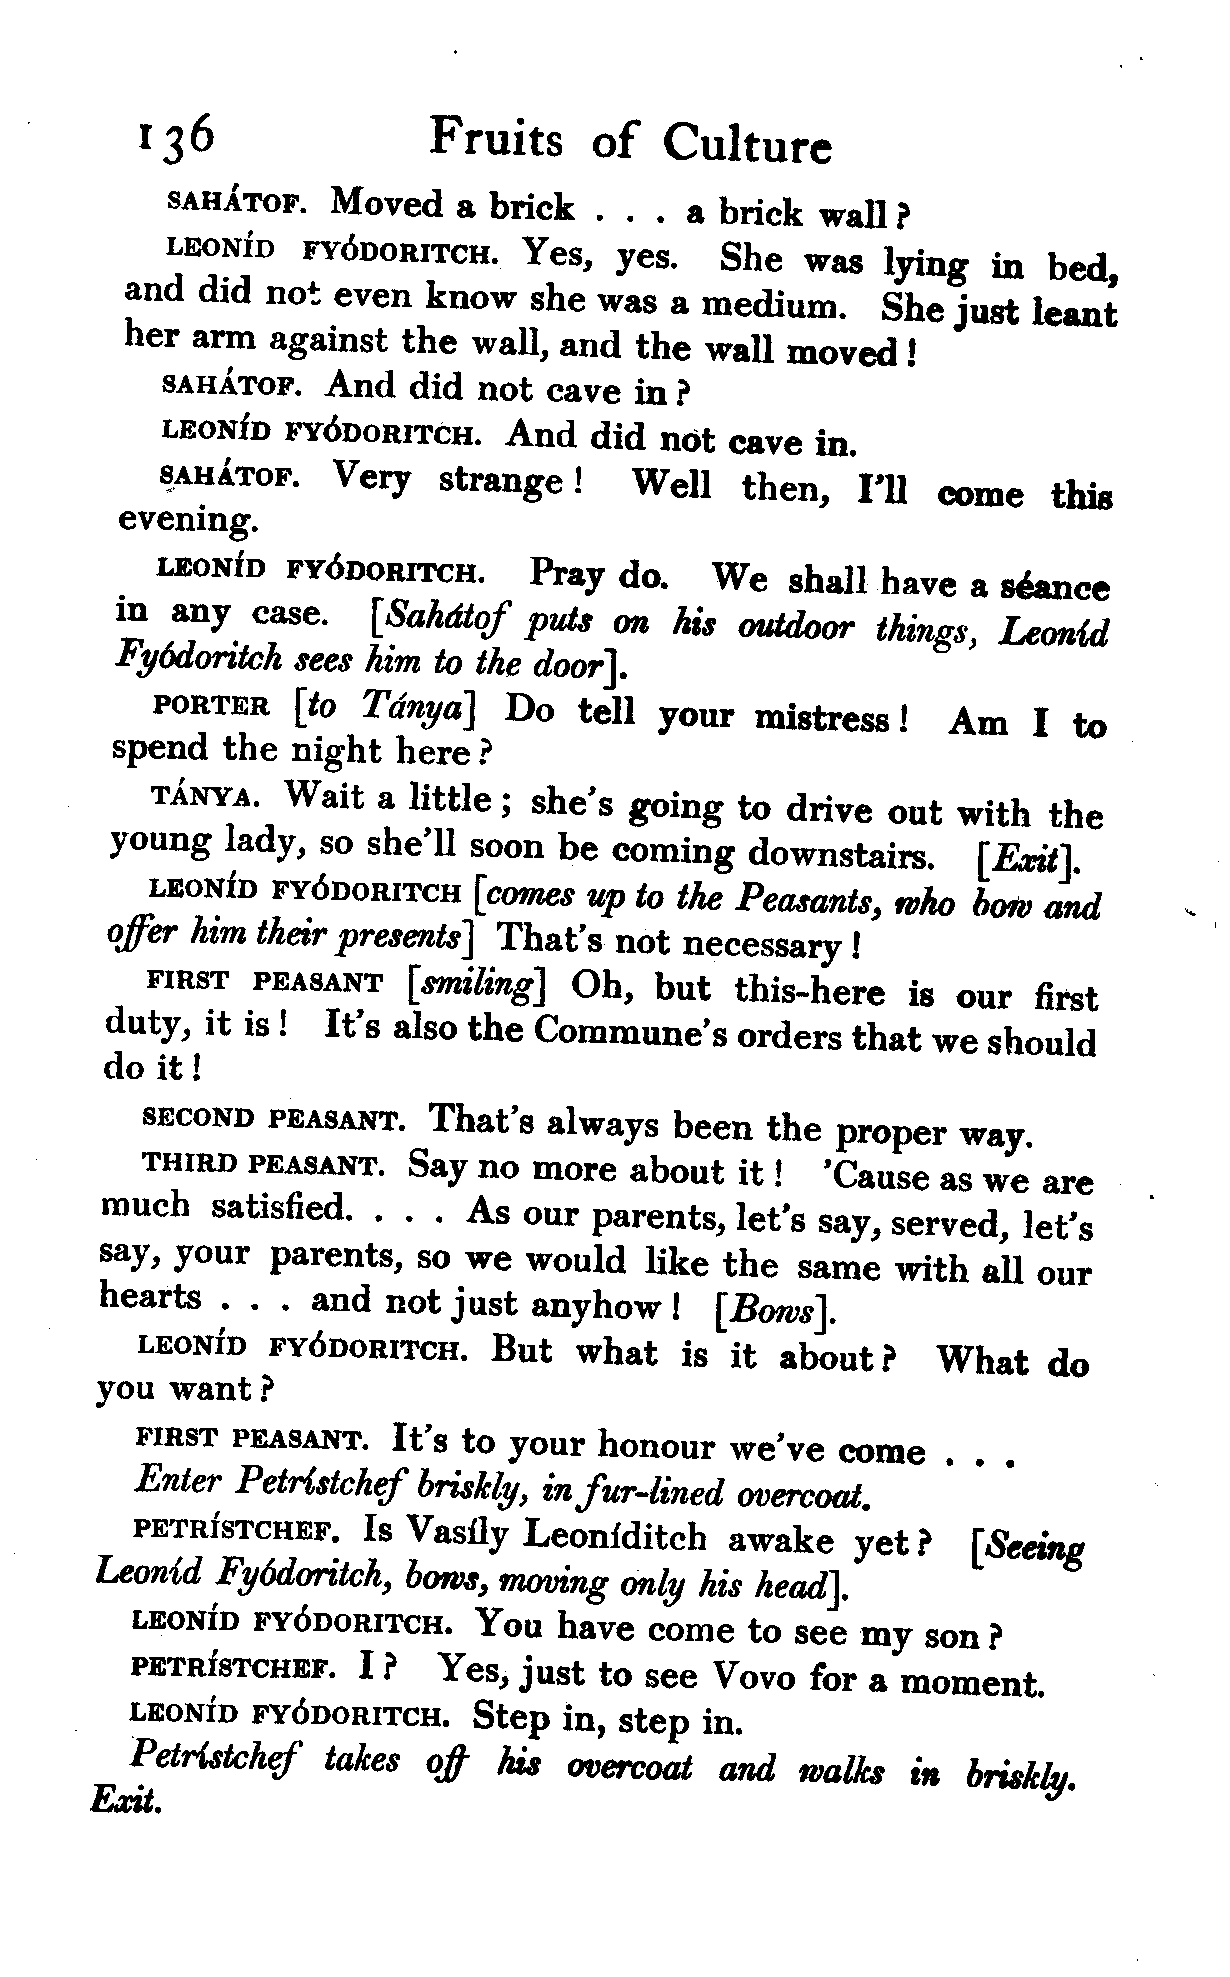 136 Fruits of Culture
SAHÁTOF. Moved a brick . . . a brick wall?
LEONÍD FYÓDORITCH. Yes, yes. She was lying in bed,
and did not even know she was a medium. She just leant
her arm against the wall, and the wall moved!
SAHÁTOF. And did not cave in?
LEONÍD FYÓDORITCH. And did not cave in.
SAHÁTOF. Very strange! Well then, I'll come this
evening.
LEONÍD FYÓDORITCH. Pray do. We shall have a séance
in any case. [Sahátof puts on his outdoor things, Leoníd
Fyódoritch sees him to the door].
PORTER [to Tánya] Do tell your mistress! Am I to
spend the night here?
TÁNYA. Wait a little; she's going to drive out with the
young lady, so she'll soon be coming downstairs. [Exit].
LEONÍD FYÓDORITCH [comes up to the Peasants, who bow and
offer him their presents] That's not necessary!
FIRST PEASANT [smiling] Oh, but this-here is our first
duty, it is! It's also the Commune's orders that we should
do it!
SECOND PEASANT. That's always been the proper way.
THIRD PEASANT. Say no more about it! 'Cause as we are
much satisfied. . . . As our parents, let's say, served, let's
say, your parents, so we would like the same with all our
hearts . . . and not just anyhow! [Bows].
LEONÍD FYÓDORITCH. But what is it about? What do
you want?
FIRST PEASANT. It's to your honour we've come . . .
Enter Petrístchef briskly, in fur-lined overcoat.
PETRÍSTCHEF. Is Vasíly Leoníditch awake yet? [Seeing
Leoníd Fyódoritch, bows, moving only his head].
LEONÍD FYÓDORITCH. You have come to see my son?
PETRÍSTCHEF. I? Yes, just to see Vovo for a moment.
LEONÍD FYÓDORITCH. Step in, step in.
Petrístchef takes off his overcoat and walks in briskly.
Exit.